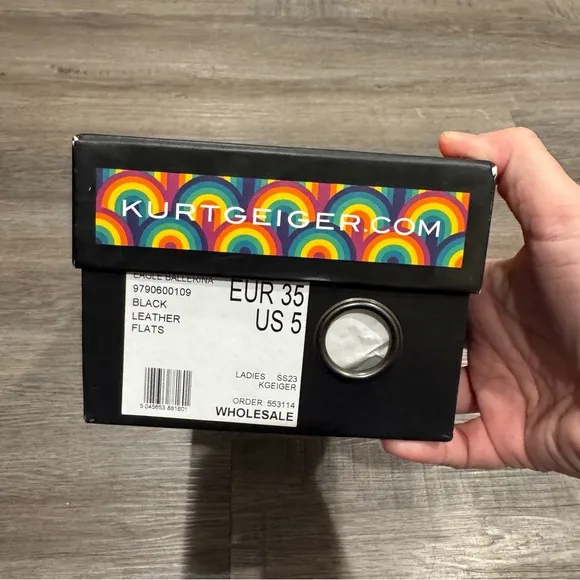 KURTGEIGER.COM
EAGLE BALLERINA
9790600109
BLACK
LEATHER
FLATS
EUR 35
US 5
LADIES SS23
KGEIGER
ORDER 553114
WHOLESALE
5 045653 881601